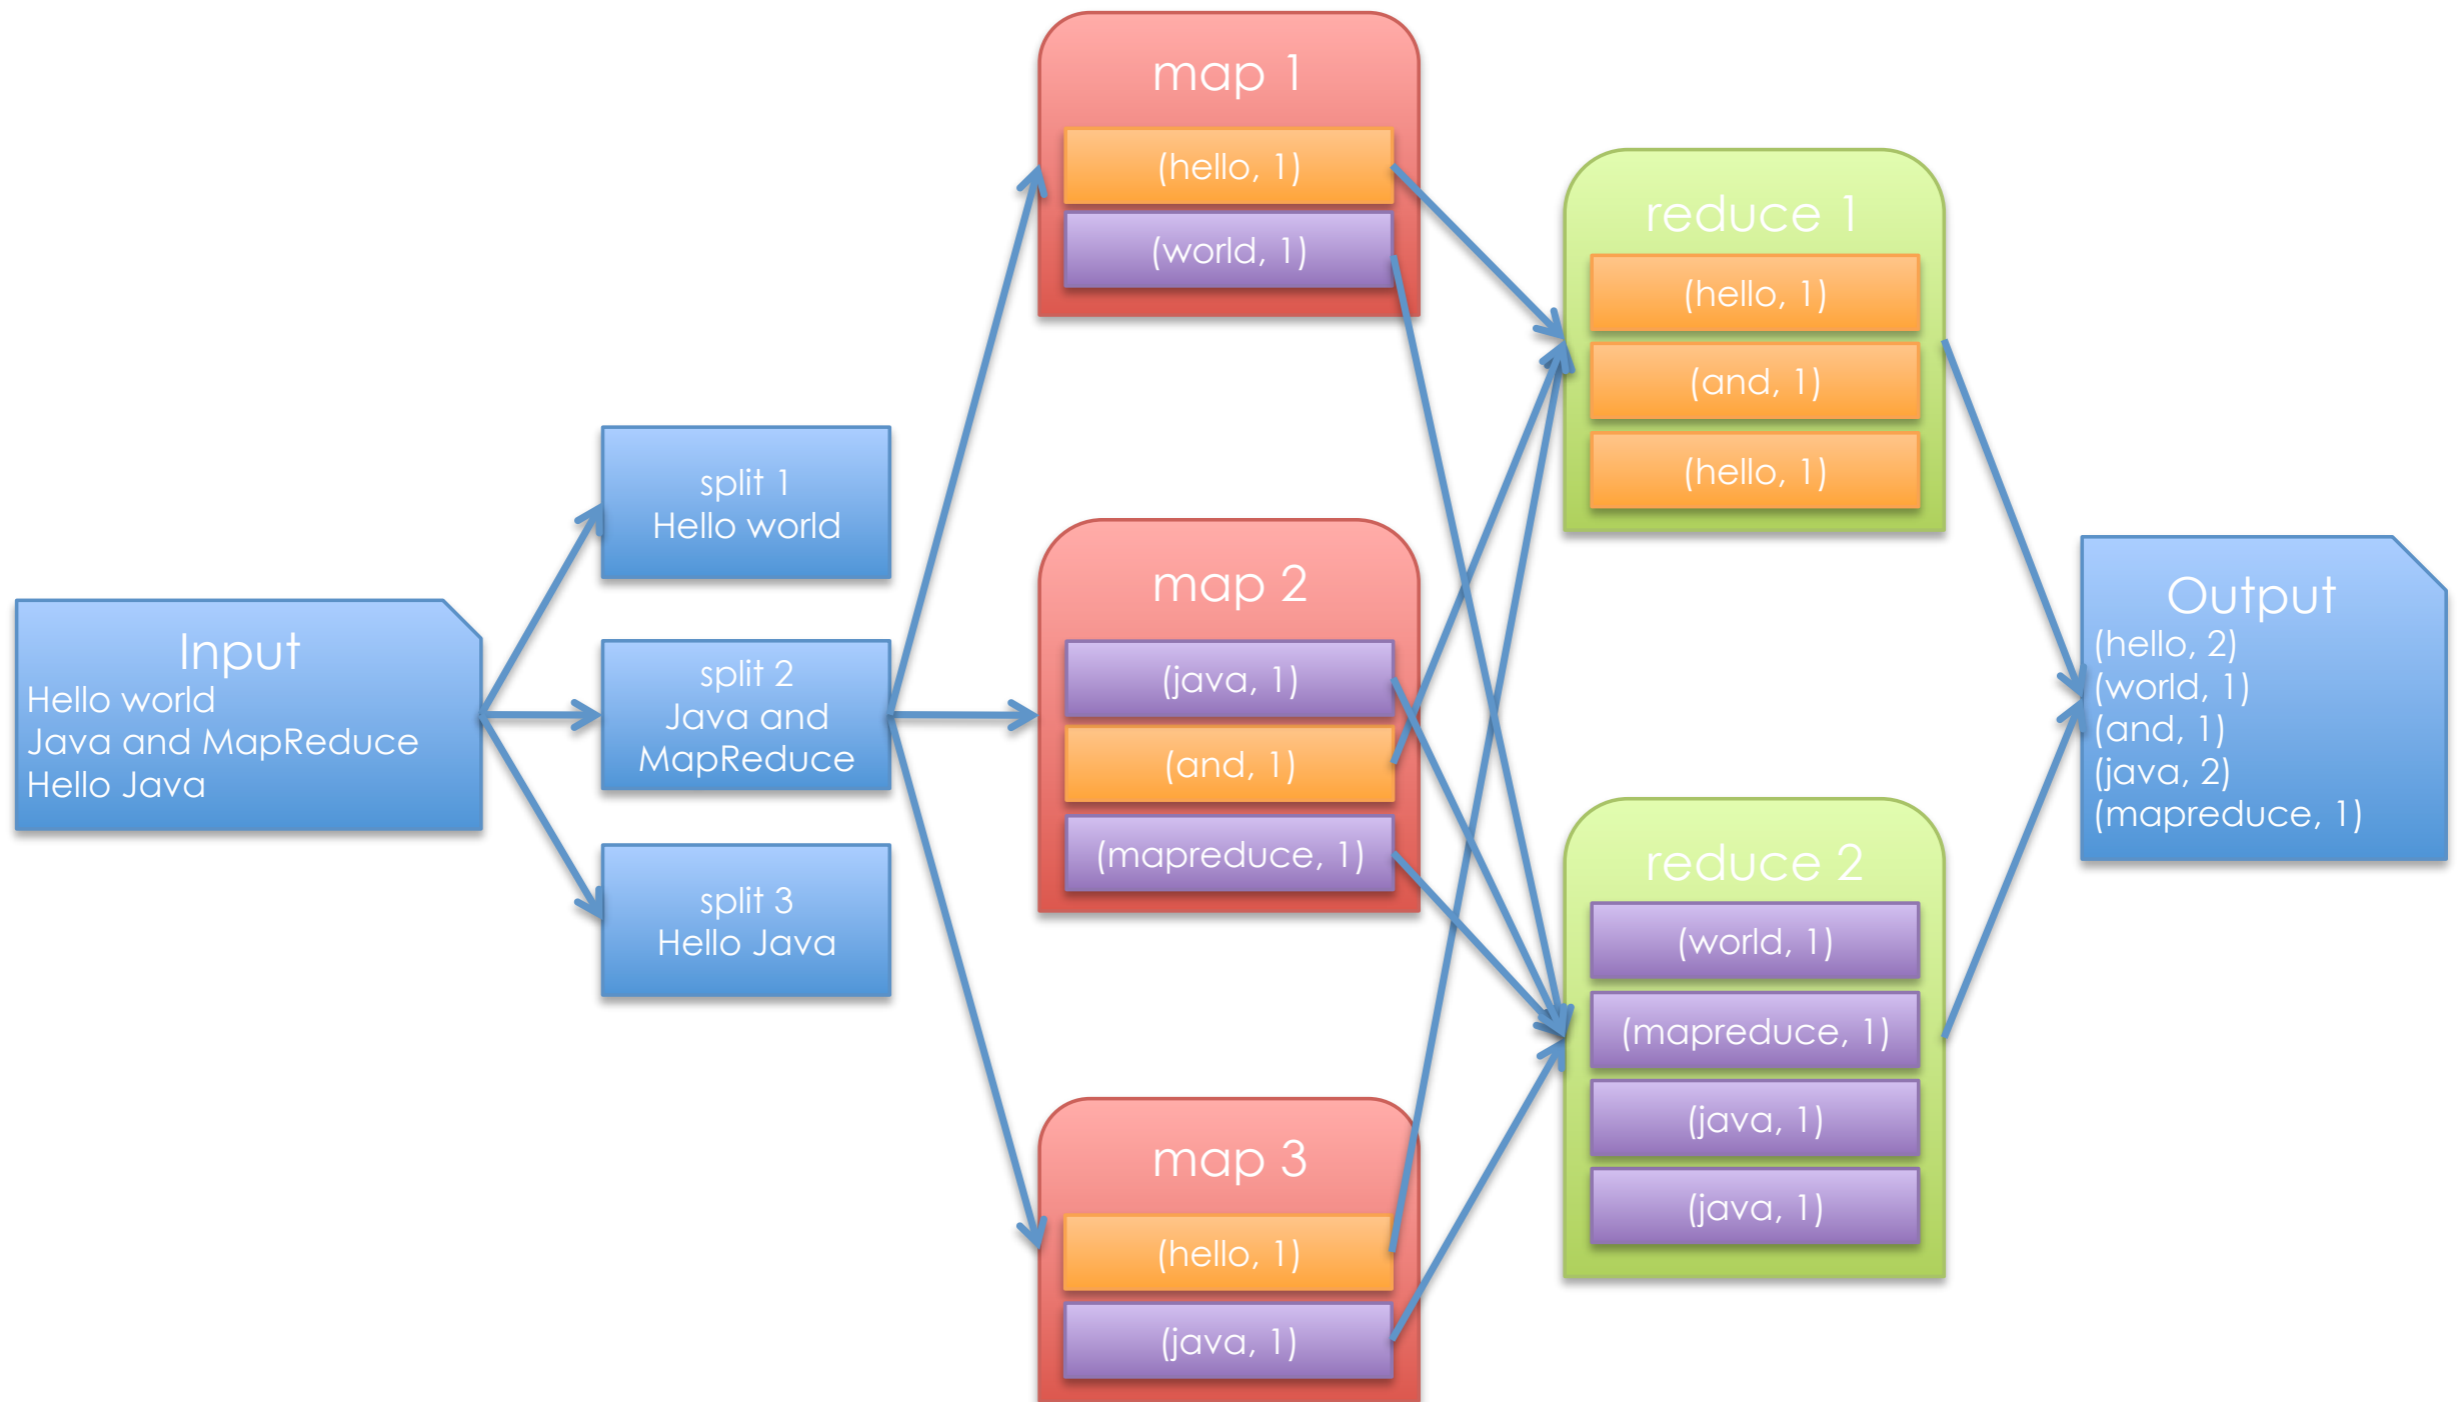 Input
Hello world
Java and MapReduce
Hello Java
split 1
Hello world
split 2
Java and
MapReduce
split 3
Hello Java
map 1
(hello, 1)
(world, 1)
map 2
(java, 1)
(and, 1)
(mapreduce, 1)
map 3
(hello, 1)
(java, 1)
reduce 1
(hello, 1)
(and, 1)
(hello, 1)
reduce 2
(world, 1)
(mapreduce, 1)
(java, 1)
(java, 1)
Output
(hello, 2)
(world, 1)
(and, 1)
(java, 2)
(mapreduce, 1)